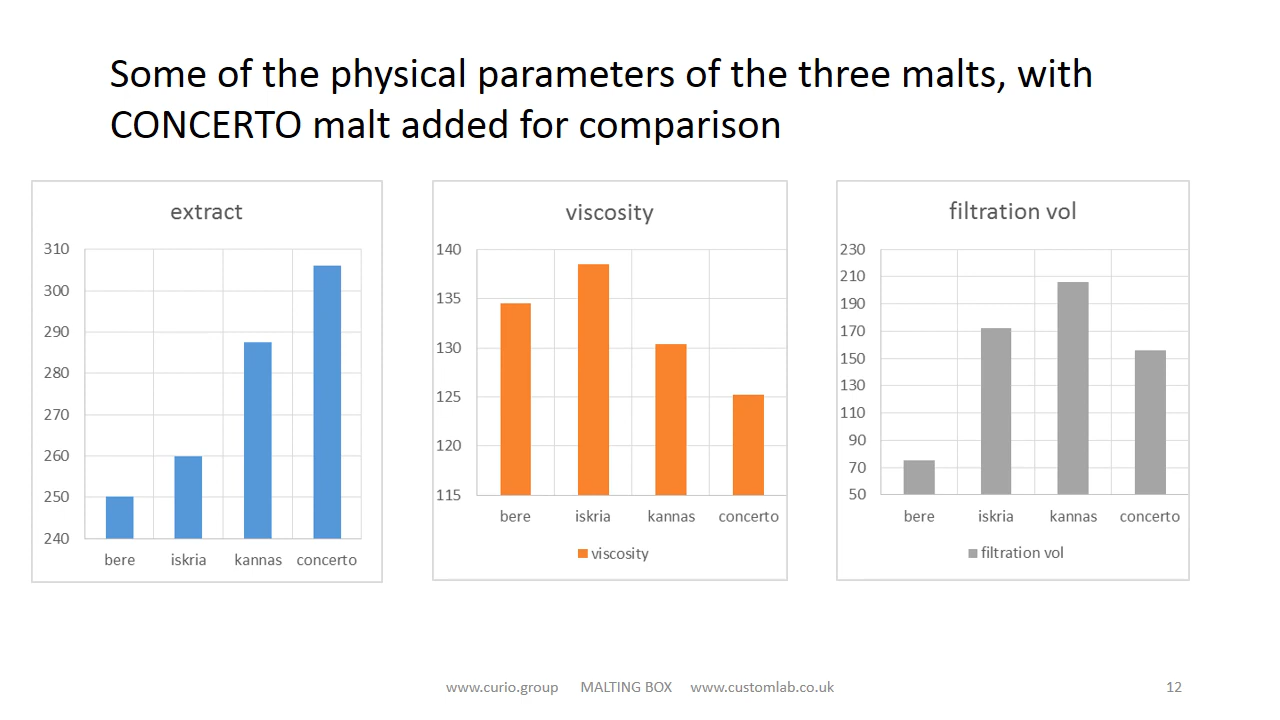 Some of the physical parameters of the three malts, with
CONCERTO malt added for comparison
extract
310
300
290
280
270
260
250
240
bere iskria kannas concerto
viscosity
140
135
130
125
120
115
bere iskria kannas concerto
viscosity
filtration vol
230
210
190
170
150
130
110
90
70
50
bere iskria kannas concerto
filtration vol
www.curio.group MALTING BOX www.customlab.co.uk
12